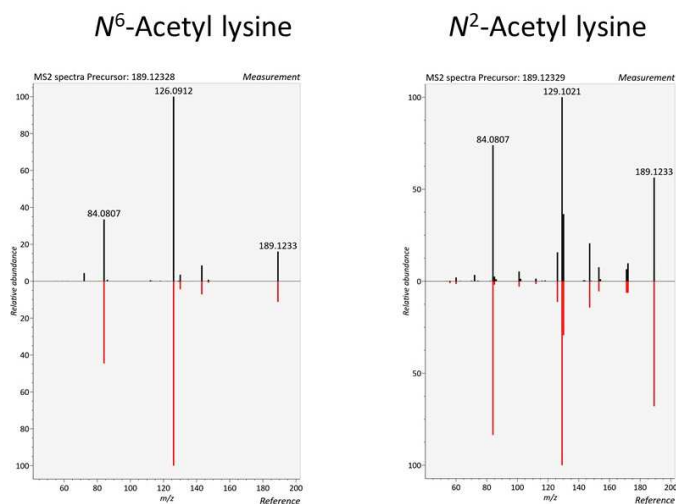 N⁶-Acetyl lysine
MS2 spectra Precursor: 189.12328 Measurement
126.0912
84.0807
189.1233
100
80
60
40
20
0
20
40
60
80
100
Relative abundance
60 80 100 120 140 160 180 200
m/z
Reference
N²-Acetyl lysine
MS2 spectra Precursor: 189.12329 Measurement
129.1021
84.0807
189.1233
100
50
0
50
100
Relative abundance
60 80 100 120 140 160 180 200
m/z
Reference